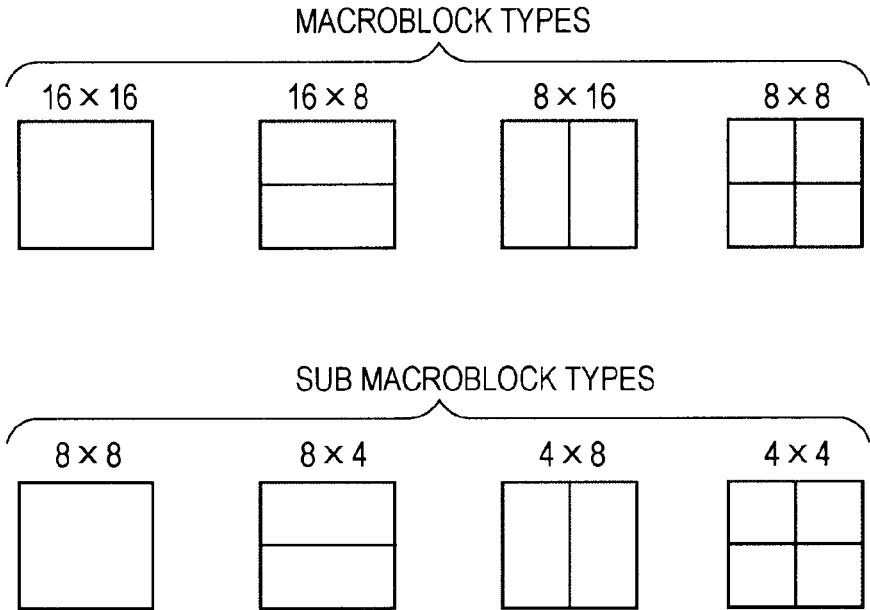 MACROBLOCK TYPES
16 × 16 16 × 8 8 × 16 8 × 8
SUB MACROBLOCK TYPES
8 × 8 8 × 4 4 × 8 4 × 4